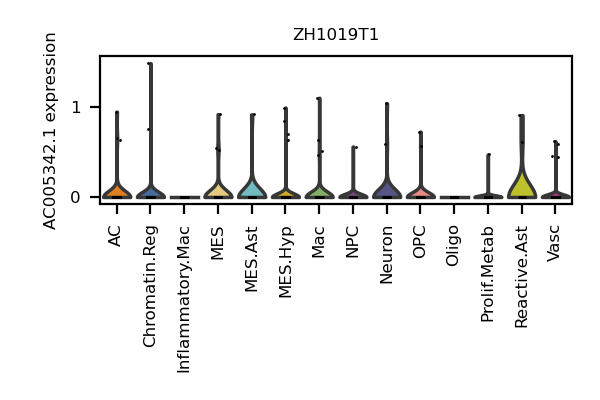 ZH1019T1
AC005342.1 expression
1
0
AC
Chromatin.Reg
Inflammatory.Mac
MES
MES.Ast
MES.Hyp
Mac
NPC
Neuron
OPC
Oligo
Prolif.Metab
Reactive.Ast
Vasc